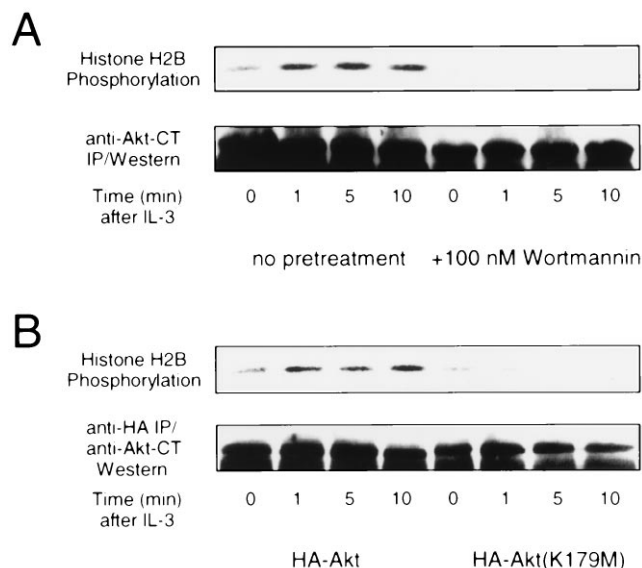 A
Histone H2B
Phosphorylation
anti-Akt-CT
IP/Western
Time (min)
after IL-3
0 1 5 10 0 1 5 10
no pretreatment +100 nM Wortmannin
B
Histone H2B
Phosphorylation
anti-HA IP/
anti-Akt-CT
Western
Time (min)
after IL-3
0 1 5 10 0 1 5 10
HA-Akt HA-Akt(K179M)